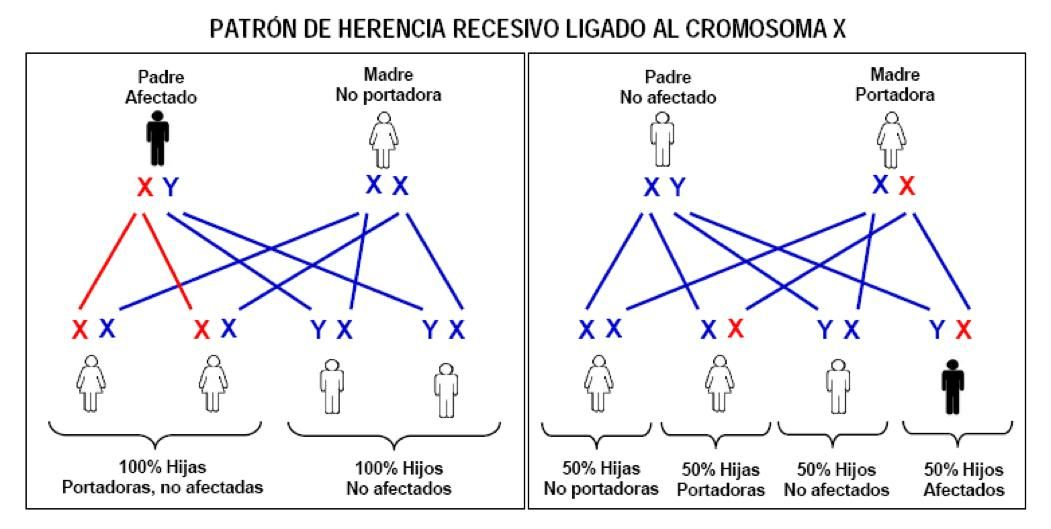 PATRÓN DE HERENCIA RECESIVO LIGADO AL CROMOSOMA X
Padre
Afectado
Madre
No portadora
X Y
X X
X X
X X
Y X
Y X
100% Hijas
Portadoras, no afectadas
100% Hijos
No afectados
Padre
No afectado
Madre
Portadora
X Y
X X
X X
X X
Y X
Y X
50% Hijas
No portadoras
50% Hijas
Portadoras
50% Hijos
No afectados
50% Hijos
Afectados